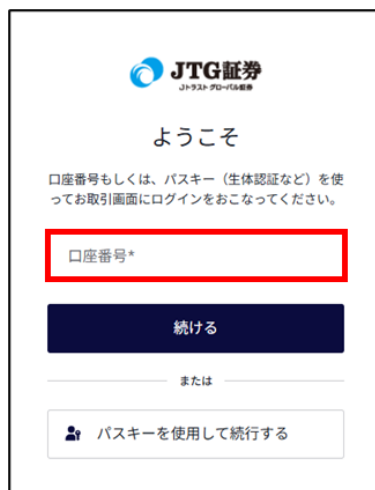 JTG証券
Jトラスト グローバル証券
ようこそ
口座番号もしくは、パスキー（生体認証など）を使
ってお取引画面にログインをおこなってください。
口座番号*
続ける
または
パスキーを使用して続行する